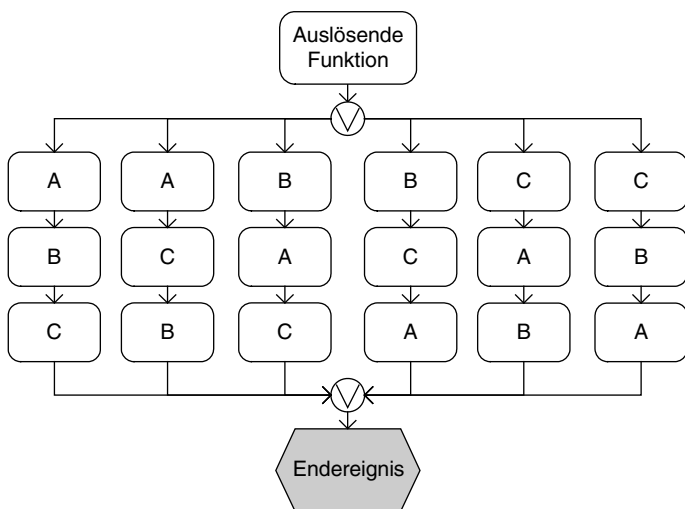 Auslösende
Funktion
A A B B C C
B C A C A B
C B C A B A
Endereignis